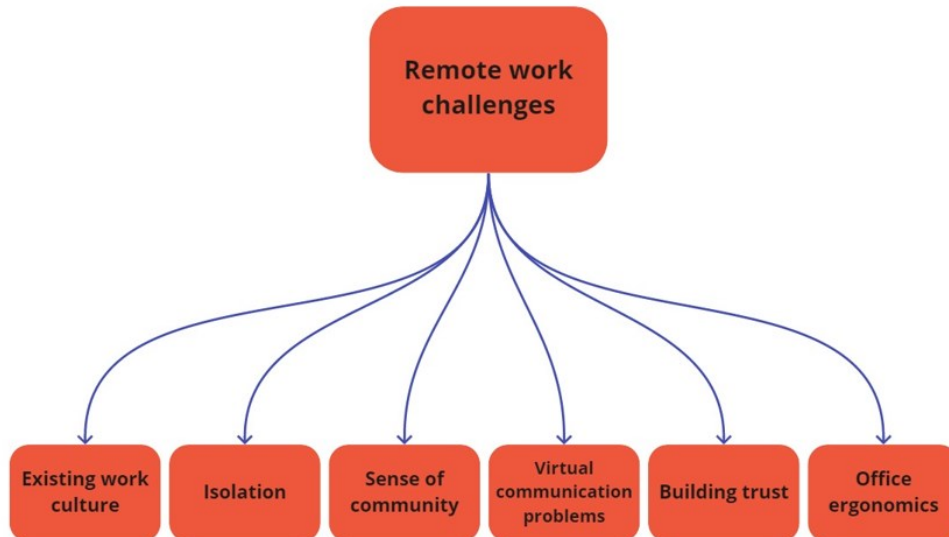 Remote work
challenges
Existing work
culture
Isolation
Sense of
community
Virtual
communication
problems
Building trust
Office
ergonomics